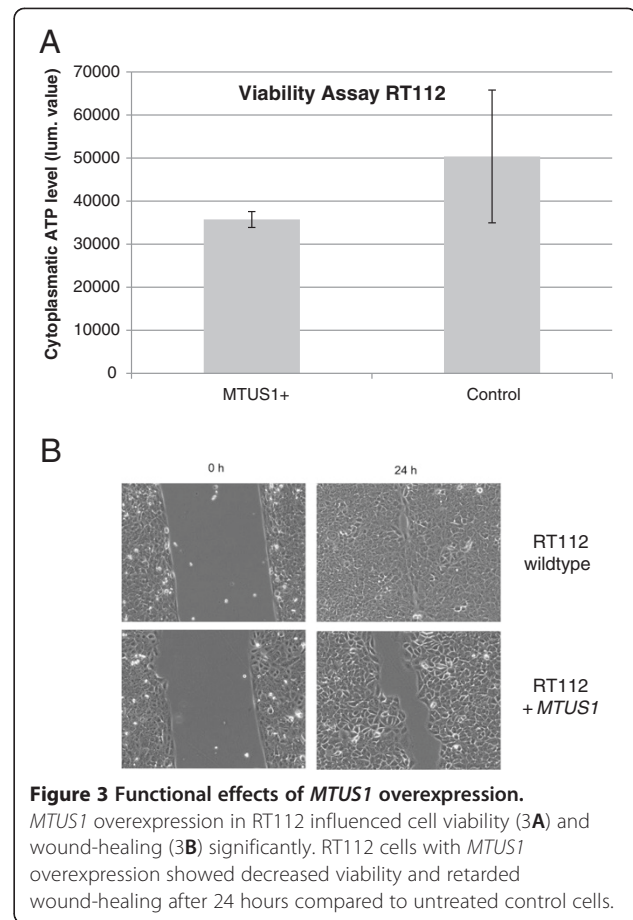 A
Viability Assay RT112
Cytoplasmatic ATP level (lum. value)
70000
60000
50000
40000
30000
20000
10000
0
MTUS1+
Control
B
0 h
24 h
RT112
wildtype
RT112
+ MTUS1
Figure 3 Functional effects of MTUS1 overexpression.
MTUS1 overexpression in RT112 influenced cell viability (3A) and
wound-healing (3B) significantly. RT112 cells with MTUS1
overexpression showed decreased viability and retarded
wound-healing after 24 hours compared to untreated control cells.